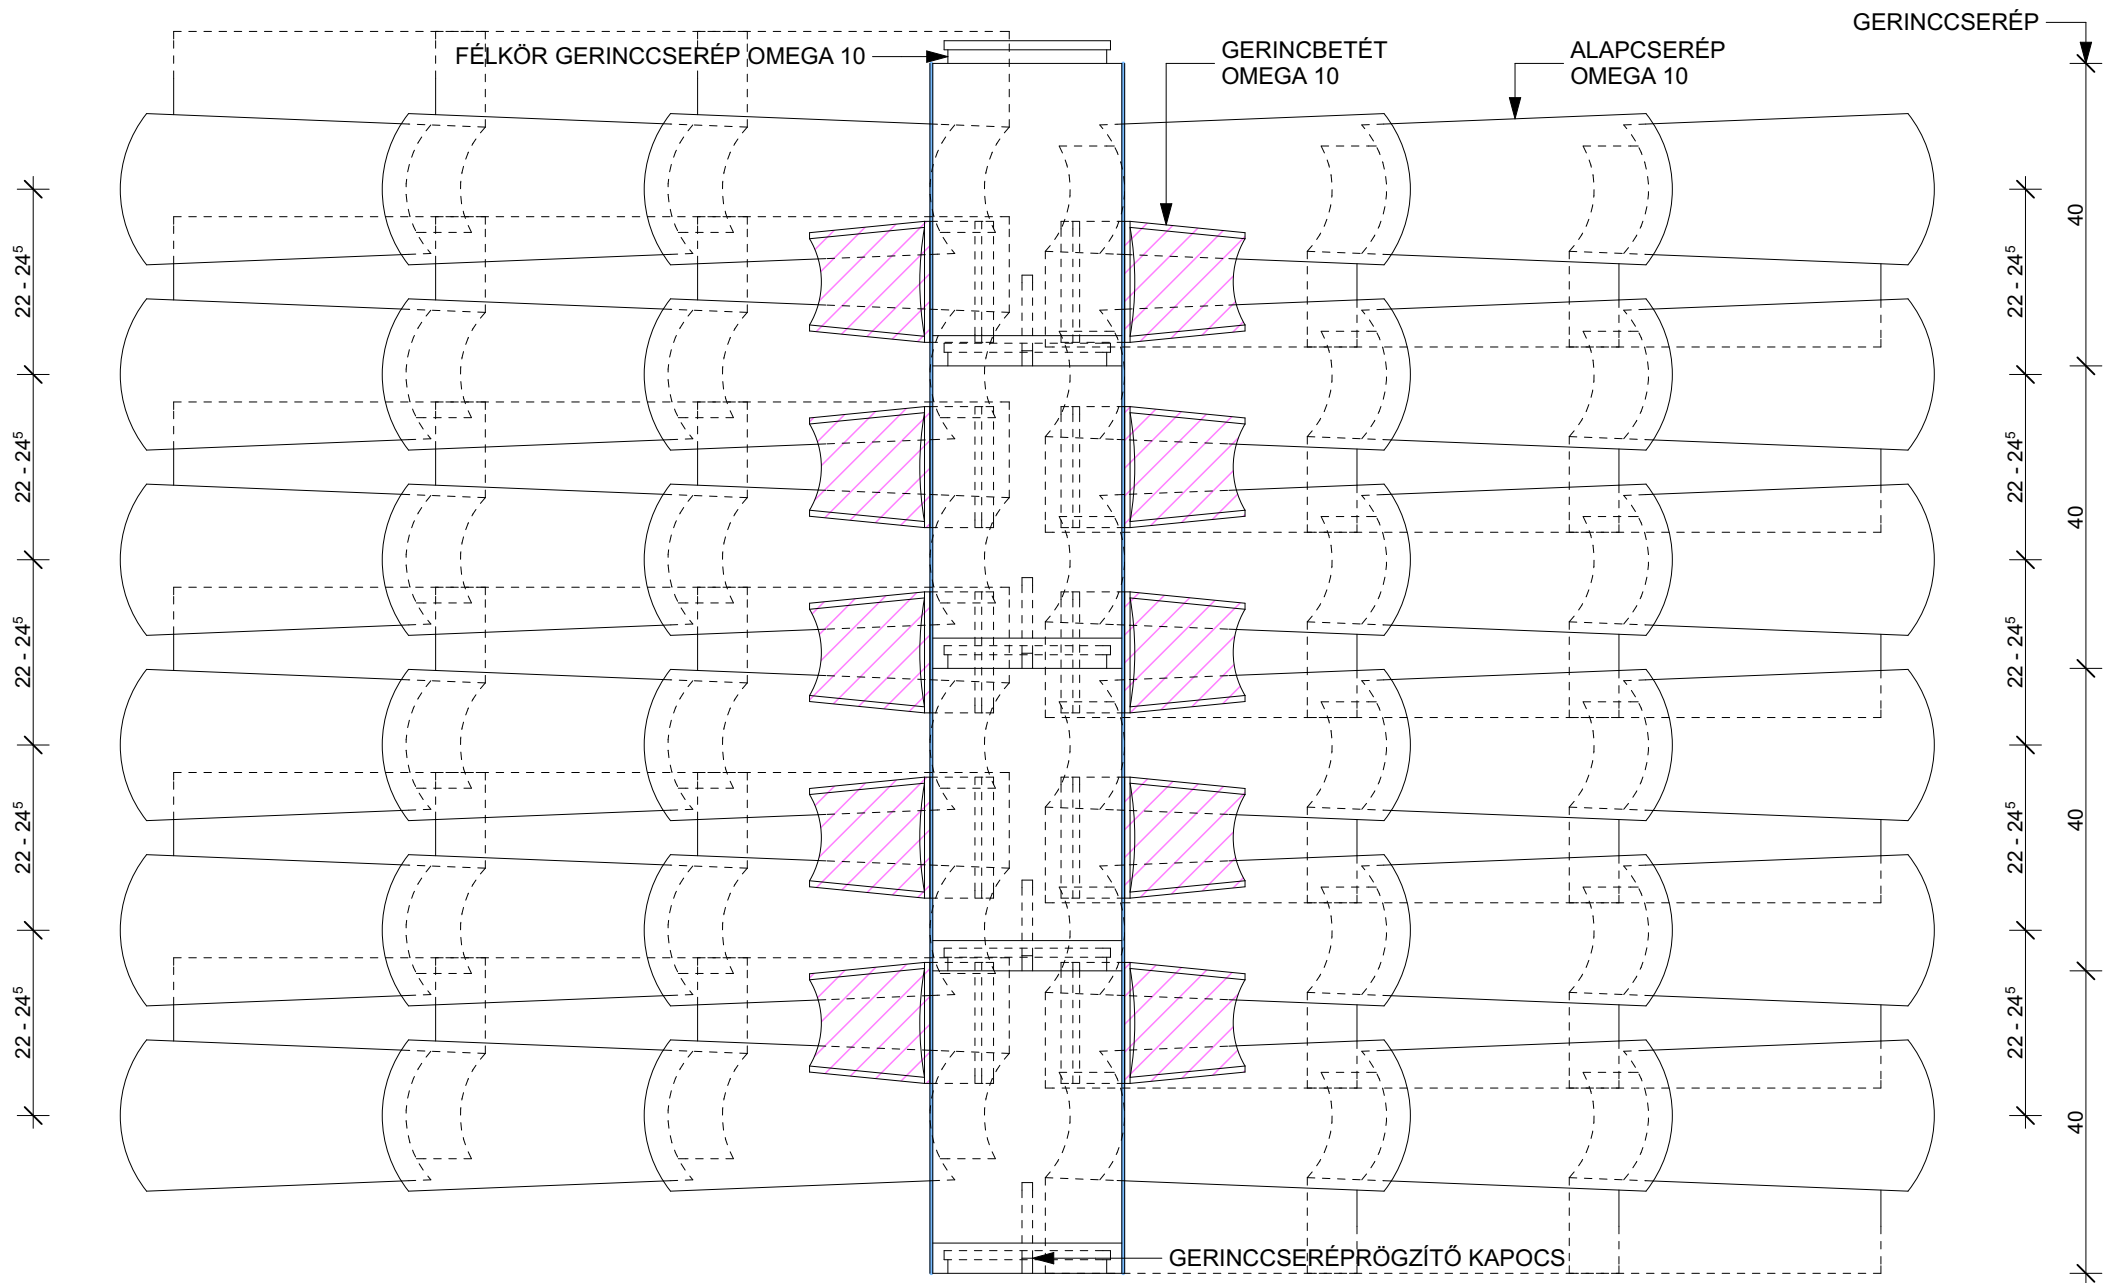 GERINCCSERÉP
FÉLKÖR GERINCCSERÉP OMEGA 10
GERINCBETÉT
OMEGA 10
ALAPCSERÉP
OMEGA 10
22 - 24⁵
22 - 24⁵
22 - 24⁵
22 - 24⁵
22 - 24⁵
22 - 24⁵
22 - 24⁵
22 - 24⁵
22 - 24⁵
22 - 24⁵
40
40
40
40
GERINCCSERÉPRÖGZÍTŐ KAPOCS